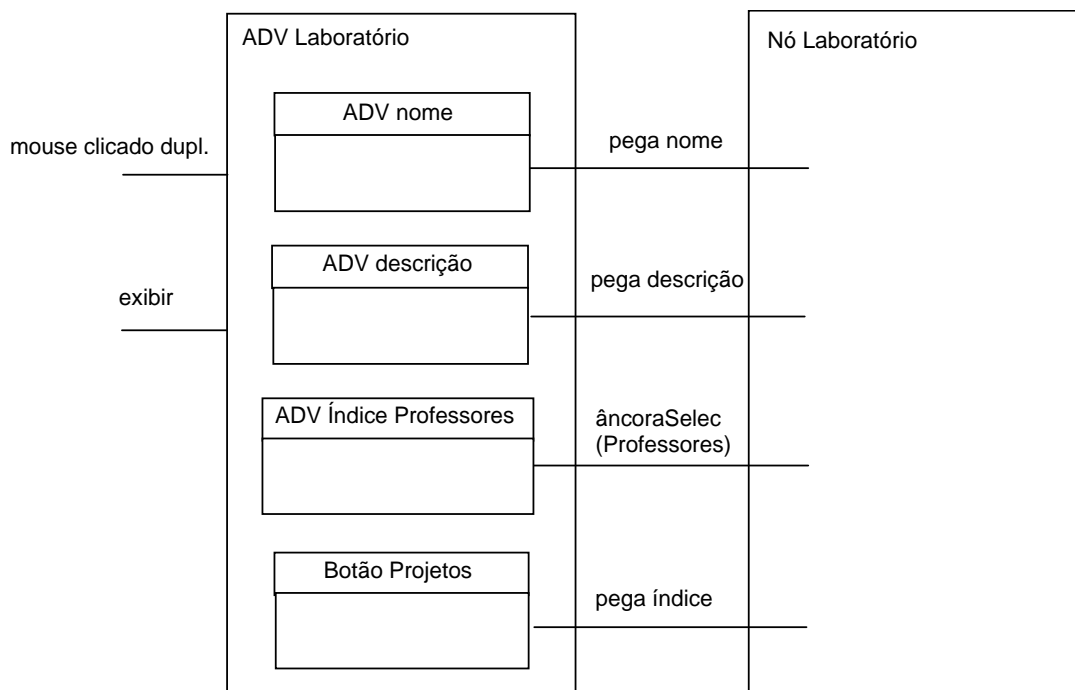 ADV Laboratório
Nó Laboratório
ADV nome
mouse clicado dupl.
pega nome
ADV descrição
pega descrição
exibir
ADV Índice Professores
âncoraSelec
(Professores)
Botão Projetos
pega índice